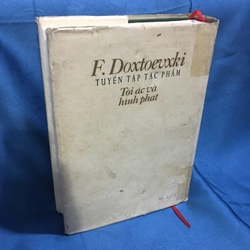 F. Doxtoevxki
TUYỂN TẬP TÁC PHẨM
Tội ác và
hình phạt